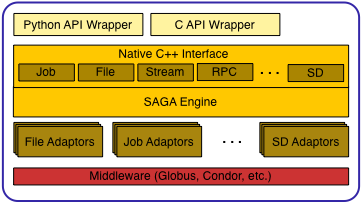 Python API Wrapper C API Wrapper
Native C++ Interface
Job File Stream RPC . . . SD
SAGA Engine
File Adaptors Job Adaptors . . . SD Adaptors
Middleware (Globus, Condor, etc.)